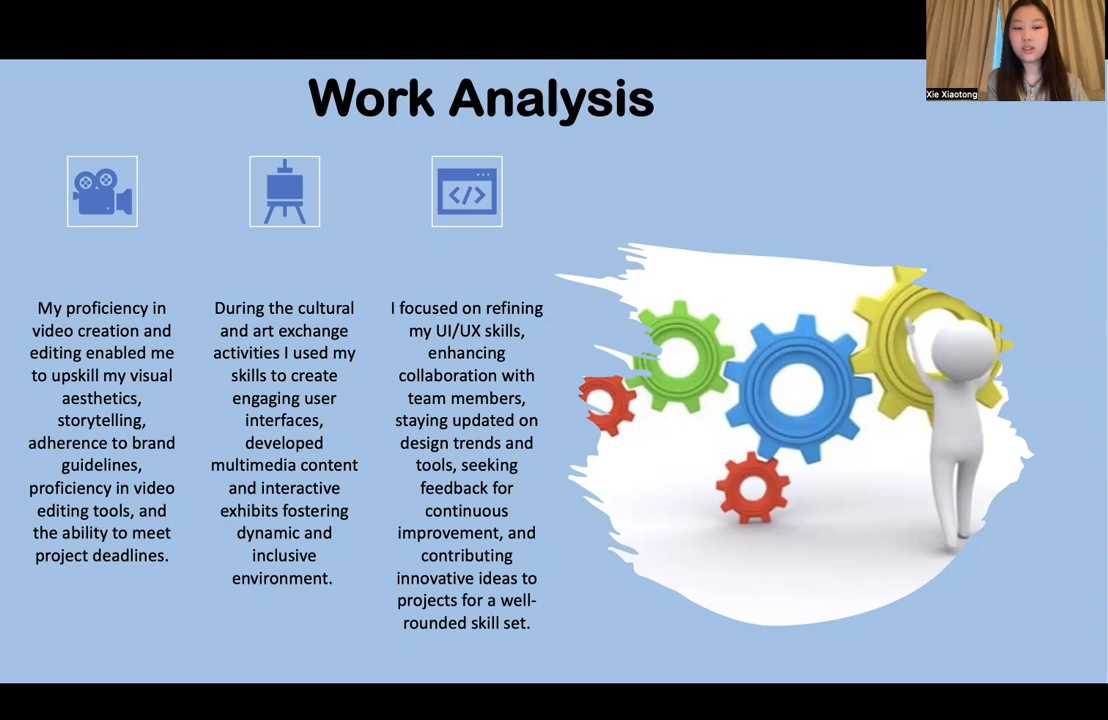 Xie Xiaotong
Work Analysis
</>
My proficiency in
video creation and
editing enabled me
to upskill my visual
aesthetics,
storytelling,
adherence to brand
guidelines,
proficiency in video
editing tools, and
the ability to meet
project deadlines.
During the cultural
and art exchange
activities I used my
skills to create
engaging user
interfaces,
developed
multimedia content
and interactive
exhibits fostering
dynamic and
inclusive
environment.
I focused on refining
my UI/UX skills,
enhancing
collaboration with
team members,
staying updated on
design trends and
tools, seeking
feedback for
continuous
improvement, and
contributing
innovative ideas to
projects for a well-
rounded skill set.